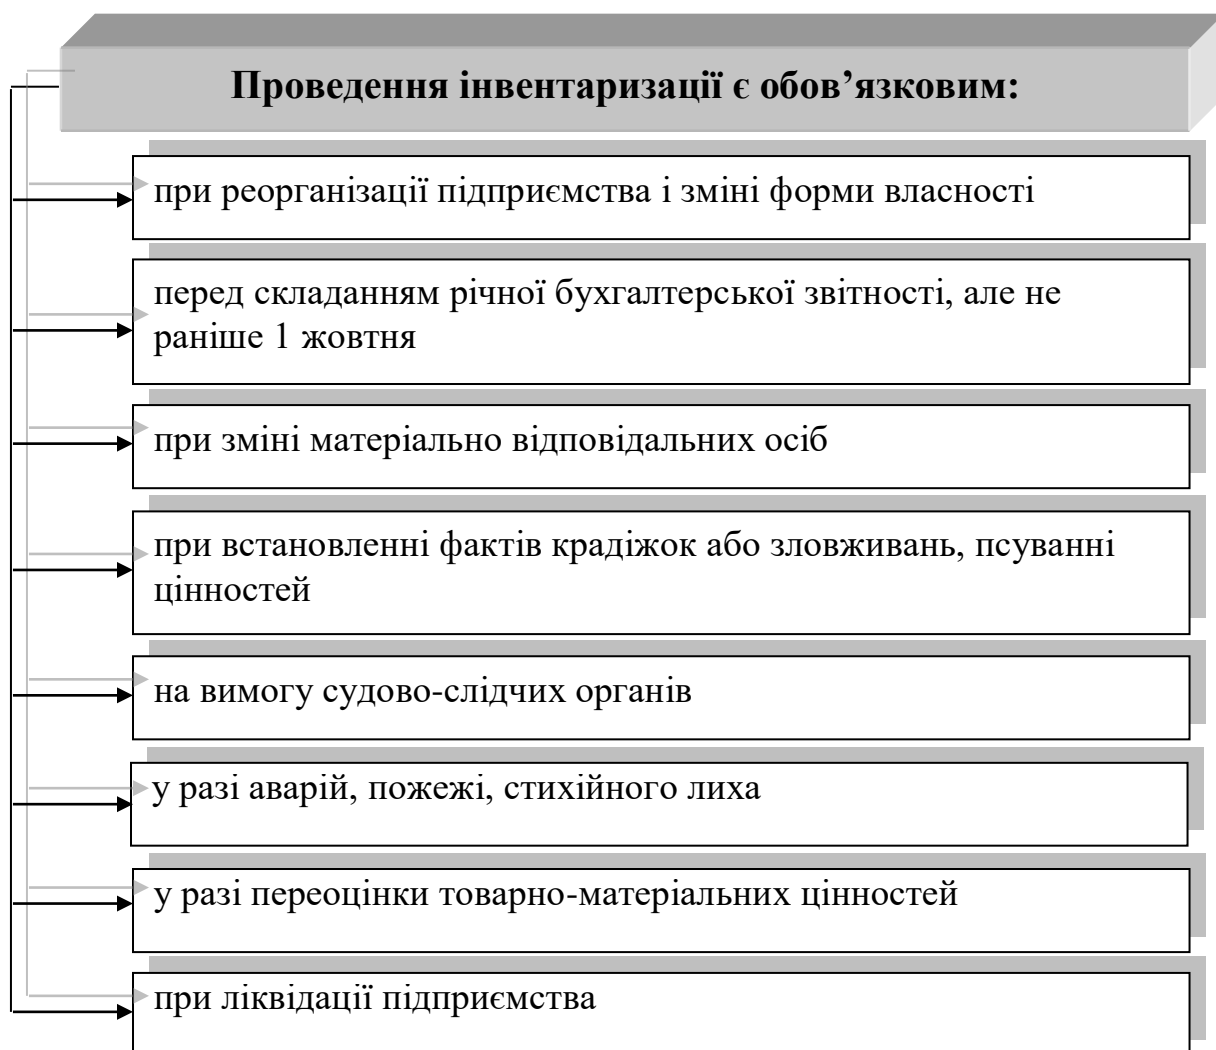 Проведення інвентаризації є обов’язковим:
при реорганізації підприємства і зміні форми власності
перед складанням річної бухгалтерської звітності, але не
раніше 1 жовтня
при зміні матеріально відповідальних осіб
при встановленні фактів крадіжок або зловживань, псуванні
цінностей
на вимогу судово-слідчих органів
у разі аварій, пожежі, стихійного лиха
у разі переоцінки товарно-матеріальних цінностей
при ліквідації підприємства